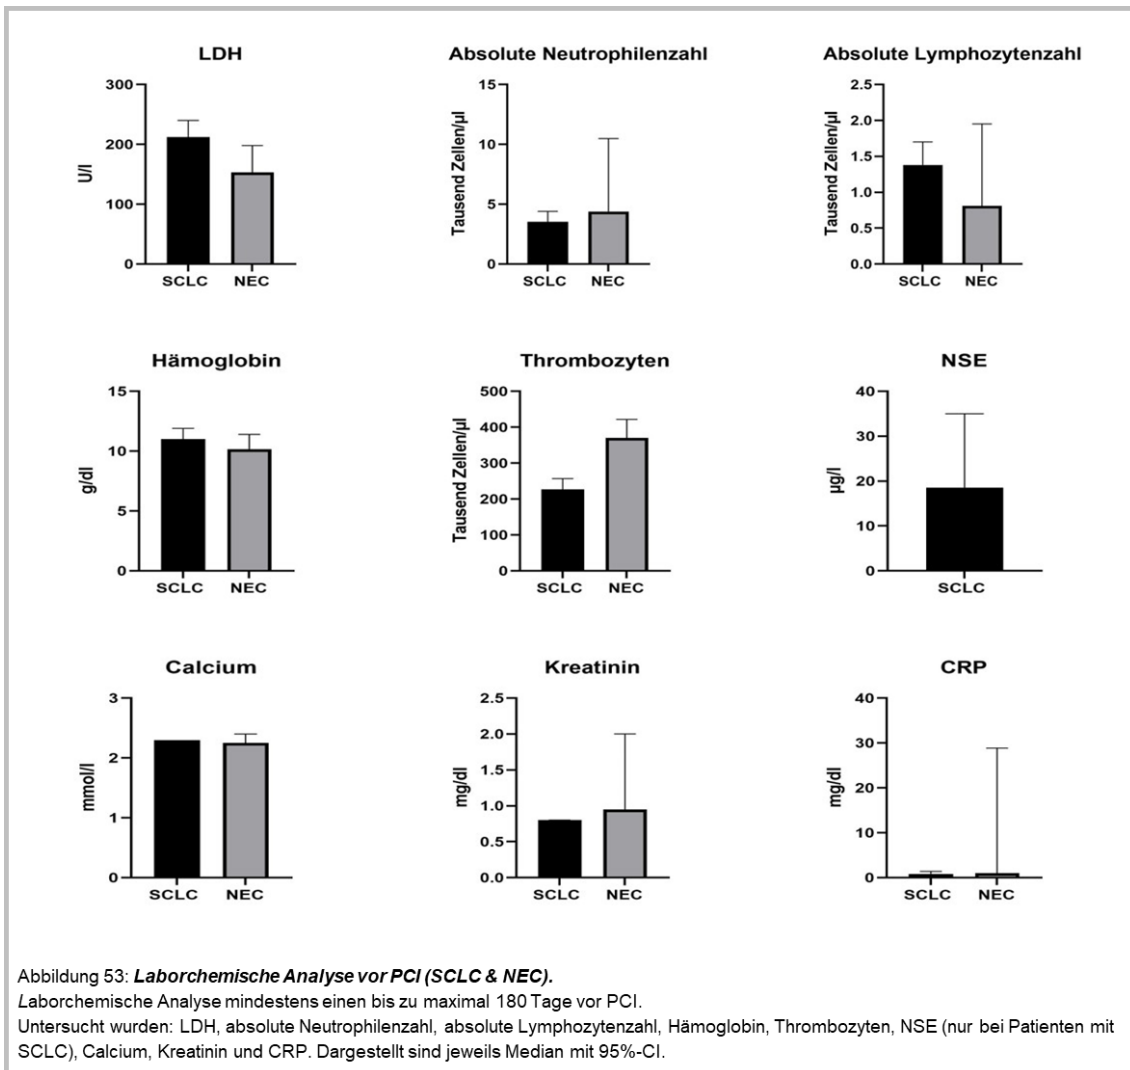 LDH
300
200
100
0
U/l
SCLC NEC
Absolute Neutrophilenzahl
15
10
5
0
Tausend Zellen/µl
SCLC NEC
Absolute Lymphozytenzahl
2.5
2.0
1.5
1.0
0.5
0.0
Tausend Zellen/µl
SCLC NEC
Hämoglobin
15
10
5
0
g/dl
SCLC NEC
Thrombozyten
500
400
300
200
100
0
Tausend Zellen/µl
SCLC NEC
NSE
40
30
20
10
0
µg/l
SCLC
Calcium
3
2
1
0
mmol/l
SCLC NEC
Kreatinin
2.5
2.0
1.5
1.0
0.5
0.0
mg/dl
SCLC NEC
CRP
40
30
20
10
0
mg/dl
SCLC NEC
Abbildung 53: Laborchemische Analyse vor PCI (SCLC & NEC).
Laborchemische Analyse mindestens einen bis zu maximal 180 Tage vor PCI.
Untersucht wurden: LDH, absolute Neutrophilenzahl, absolute Lymphozytenzahl, Hämoglobin, Thrombozyten, NSE (nur bei Patienten mit
SCLC), Calcium, Kreatinin und CRP. Dargestellt sind jeweils Median mit 95%-CI.